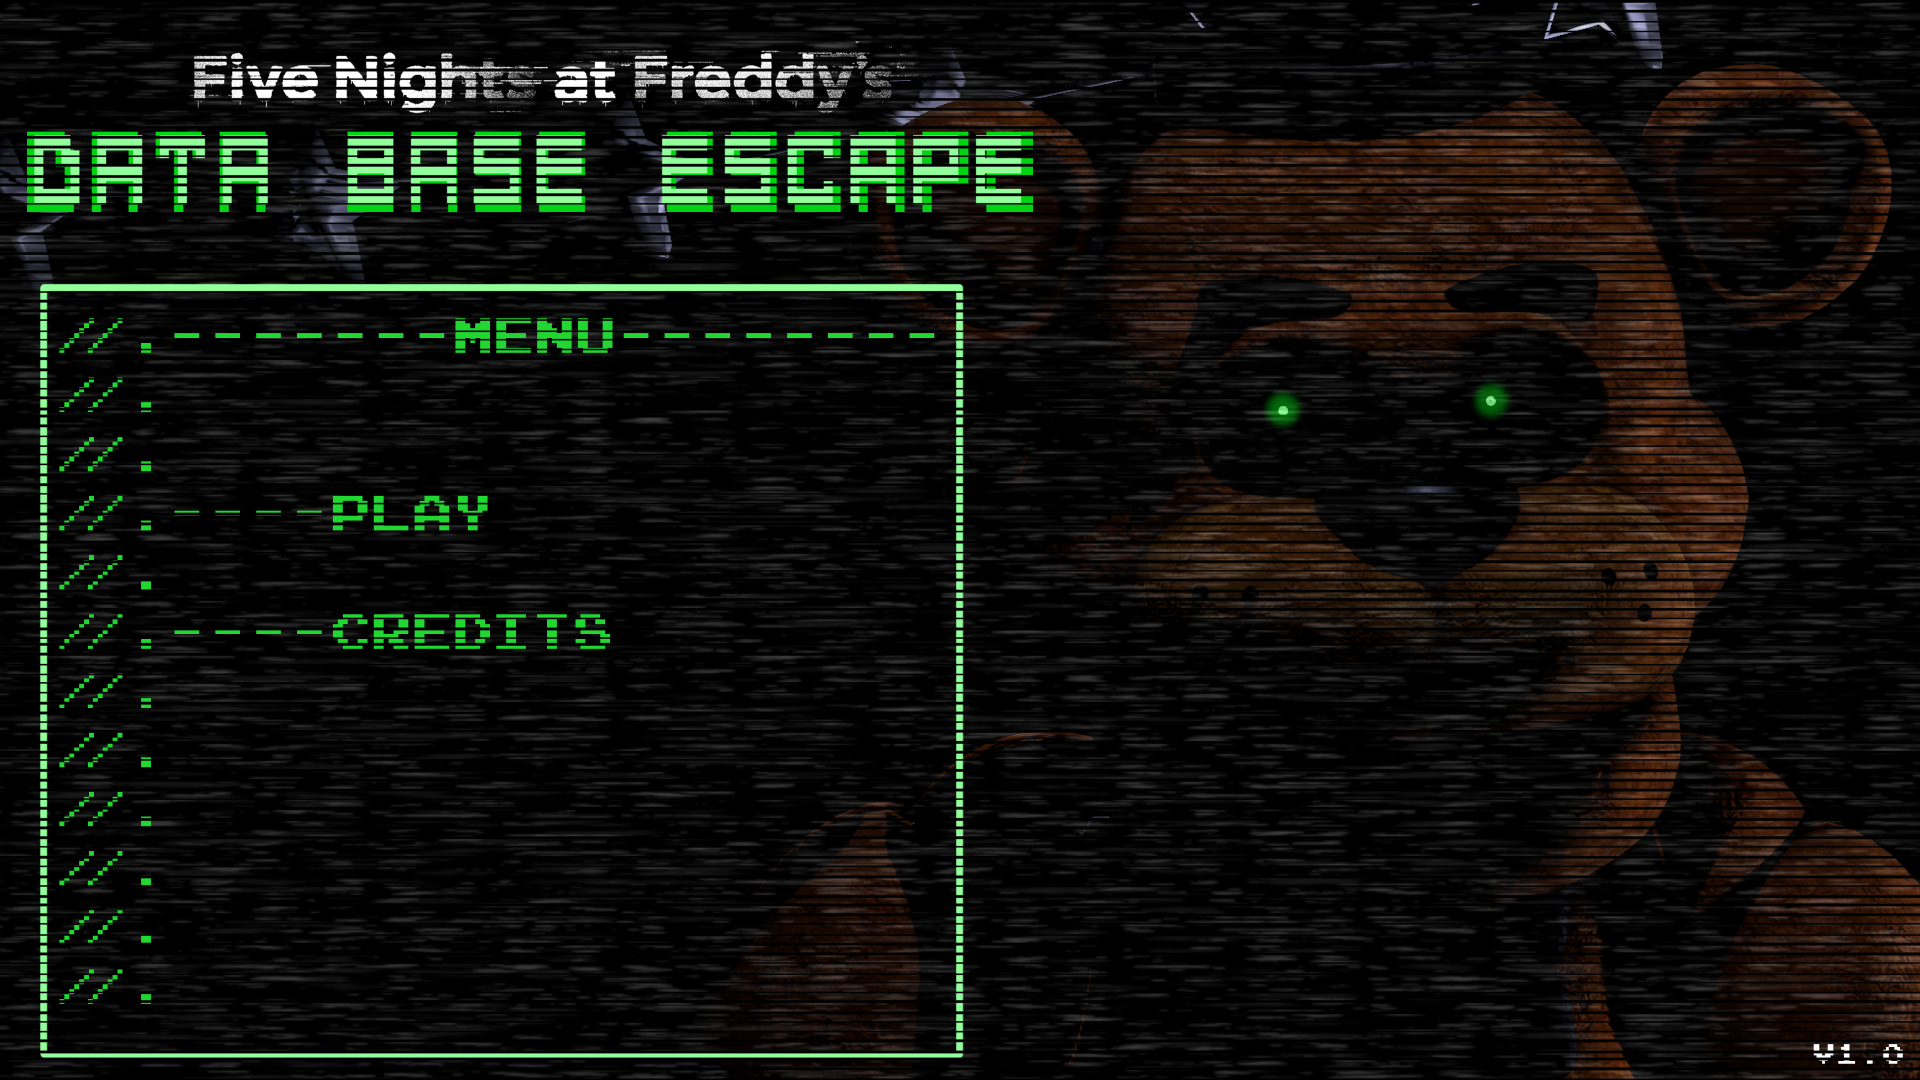 Five Nights at Freddy's
DATA BASE ESCAPE
// . ------- MENU --------
// .
// .
// . ---- PLAY
// .
// . ---- CREDITS
// .
// .
// .
// .
// .
// .
V1.0